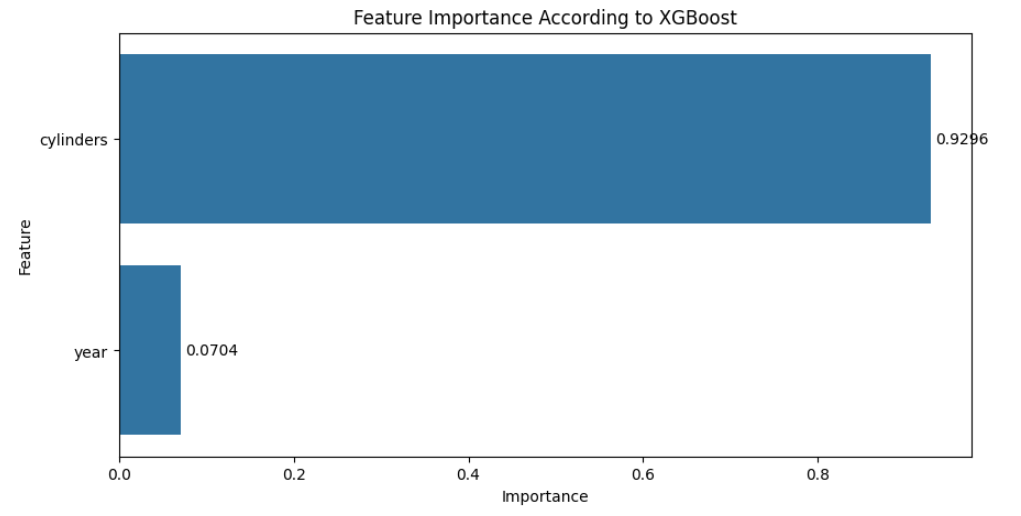 Feature Importance According to XGBoost
cylinders
0.9296
Feature
year
0.0704
0.0
0.2
0.4
0.6
0.8
Importance